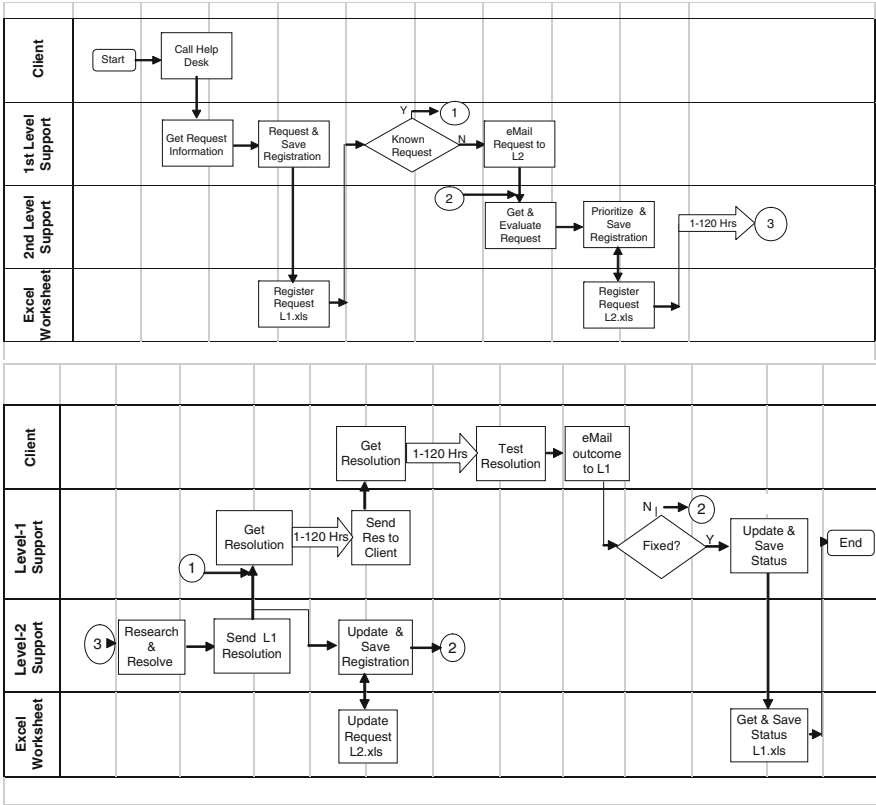 Client
Start
Call Help
Desk
1st Level
Support
Get Request
Information
Request &
Save
Registration
Y
1
Known
Request
N
eMail
Request to
L2
2nd Level
Support
2
Get &
Evaluate
Request
Prioritize &
Save
Registration
1-120 Hrs
3
Excel
Worksheet
Register
Request
L1.xls
Register
Request
L2.xls
Client
Get
Resolution
1-120 Hrs
Test
Resolution
eMail
outcome
to L1
Level-1
Support
Get
Resolution
1-120 Hrs
Send
Res to
Client
N
2
Fixed?
Y
Update &
Save
Status
End
1
Level-2
Support
3
Research
&
Resolve
Send L1
Resolution
Update &
Save
Registration
2
Excel
Worksheet
Update
Request
L2.xls
Get & Save
Status
L1.xls